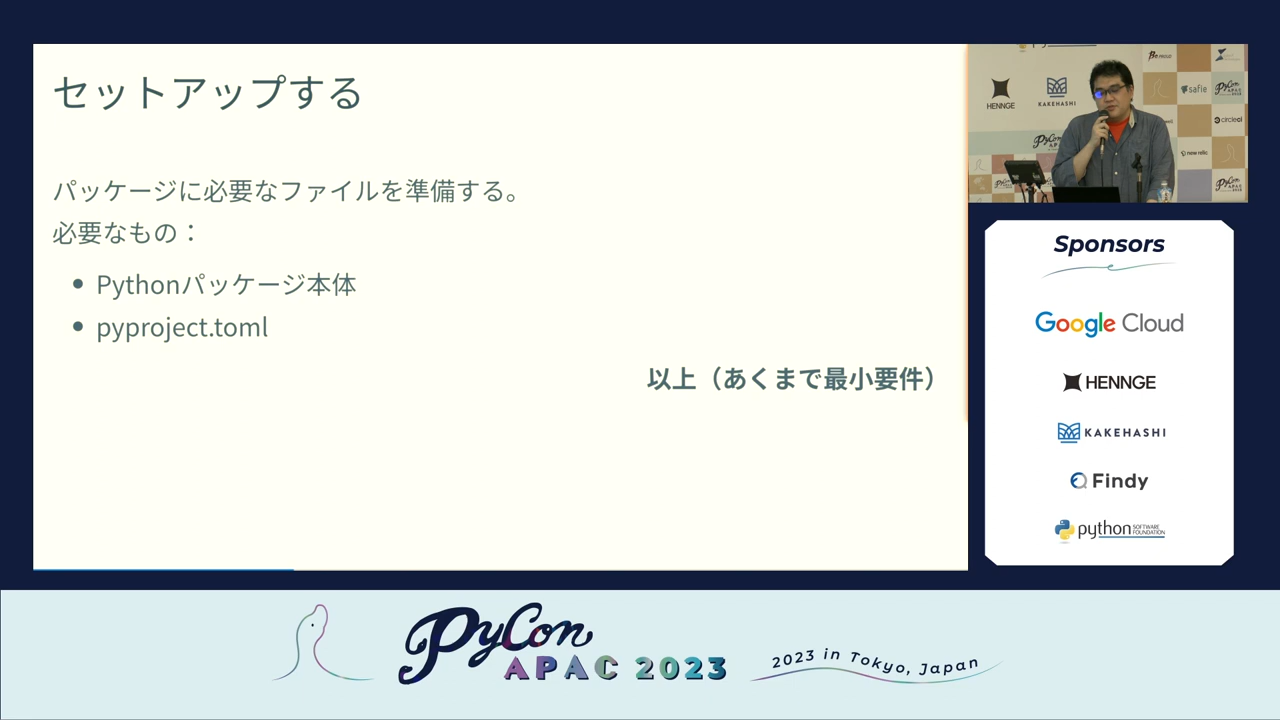 セットアップする
パッケージに必要なファイルを準備する。
必要なもの：
Pythonパッケージ本体
pyproject.toml
以上（あくまで最小要件）
HENNGE
KAKEHASHI
safie
PyCon
APAC
circleci
new relic
Sponsors
Google Cloud
HENNGE
KAKEHASHI
Findy
python SOFTWARE FOUNDATION
PyCon
APAC 2023
2023 in Tokyo, Japan